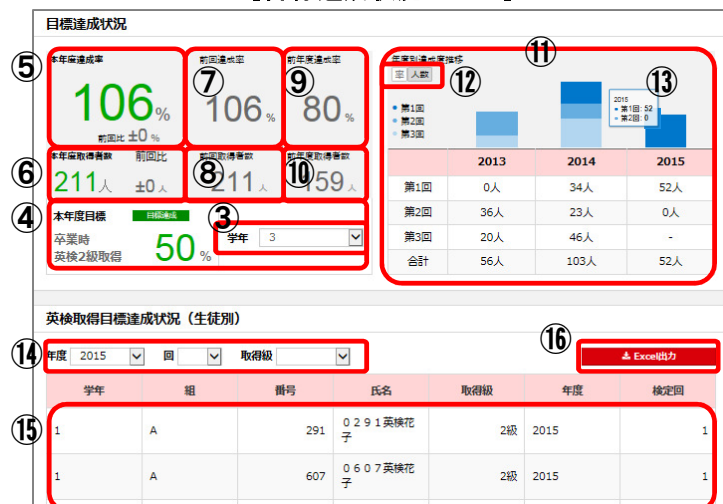 目標達成状況
⑤ 本年度達成率
106%
前回比 ±0 %
⑦ 前回達成率
106 %
⑨ 前年度達成率
80 %
⑥ 本年度取得者数 前回比
211人 ±0人
⑧ 前回取得者数
211人
⑩ 前年度取得者数
159人
④ 本年度目標 目標達成
卒業時
英検2級取得 50 %
③ 学年 3
⑪
年度別達成度推移
率 人数 ⑫
⑬
• 第1回
• 第2回
• 第3回
2015
• 第1回: 52
• 第2回: 0
2013 2014 2015
第1回 0人 34人 52人
第2回 36人 23人 0人
第3回 20人 46人 -
合計 56人 103人 52人
英検取得目標達成状況（生徒別）
⑭ 年度 2015 回 取得級
⑯ Excel出力
学年 組 番号 氏名 取得級 年度 検定回
⑮
1 A 291 0291英検花子 2級 2015 1
1 A 607 0607英検花子 2級 2015 1